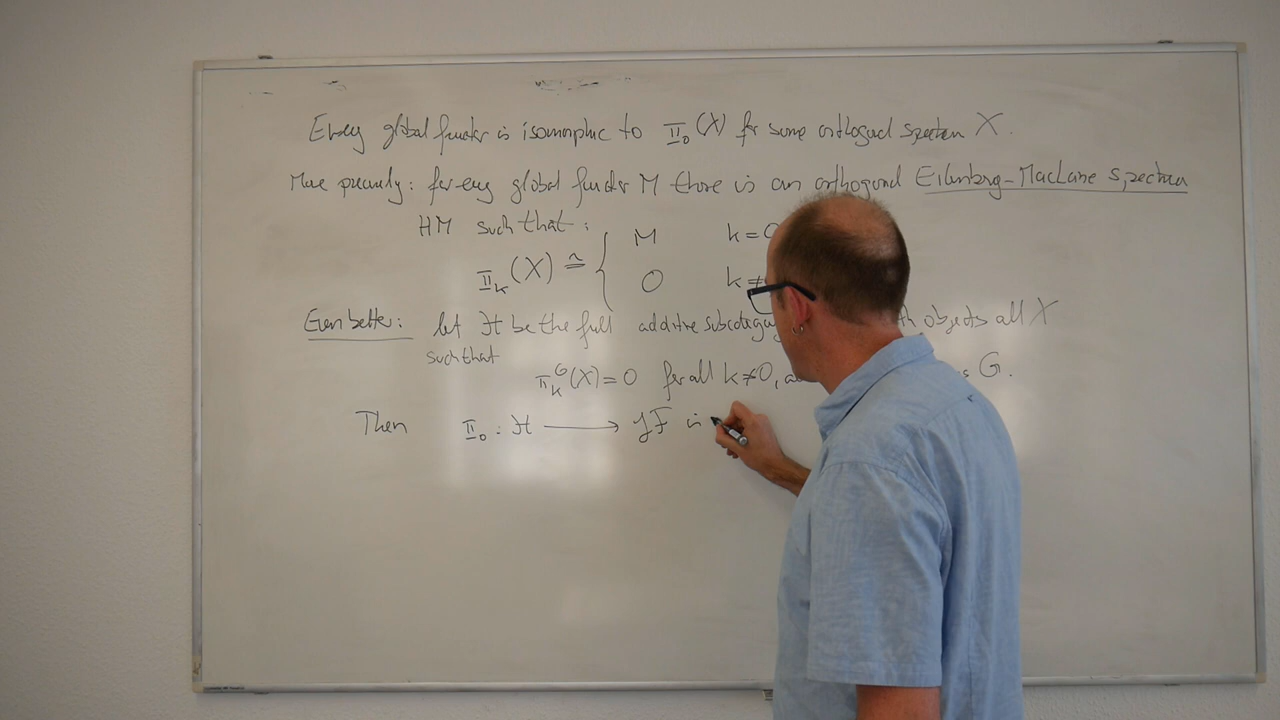 Every global functor is isomorphic to π₀(X) for some orthogonal spectrum X.
More precisely: for every global functor M there is an orthogonal Eilenberg-MacLane spectrum
HM such that: M k=0
π_k(X) ≅ { 0 k≠
Even better: let H be the full additive subcategory objects all X
such that
π_k^G(X)=0 for all k≠0, G.
Then π₀ : H ⟶ GF is